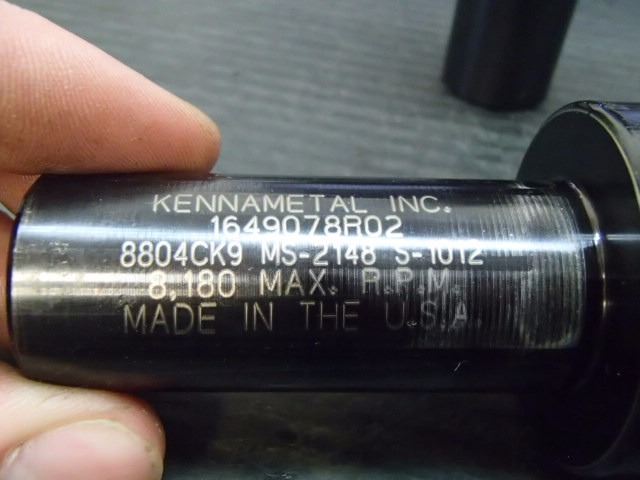 KENNAMETAL INC.
1649078R02
8804CK9 MS-2148 S-1012
8,180 MAX. R.P.M.
MADE IN THE U.S.A.